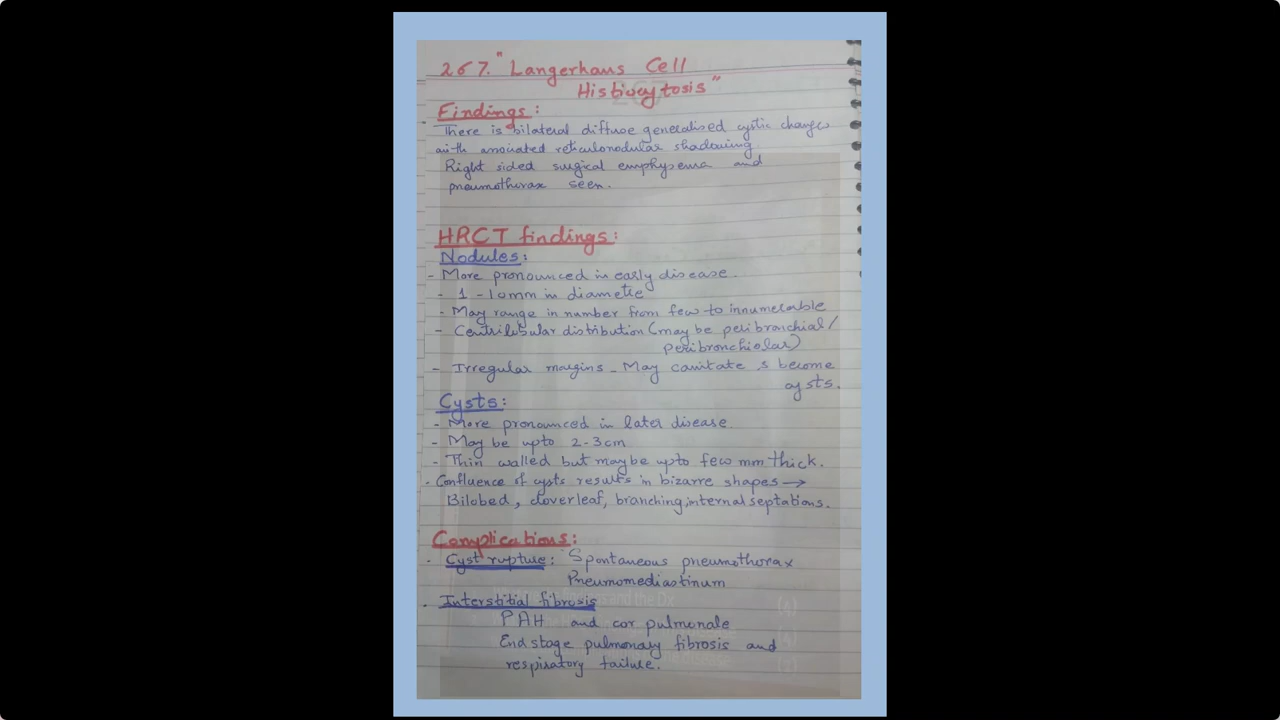 267. "Langerhans Cell
Histiocytosis"
Findings:
There is bilateral diffuse generalised cystic changes
with associated reticulonodular shadowing
Right sided surgical emphysema and
pneumothorax seen.
HRCT findings:
Nodules:
- More pronounced in early disease.
- 1-10mm in diamete
- May range in number from few to innumerable
- Centrilobular distribution (may be peribronchial/
peribronchiolar)
- Irregular margins - May cavitate s become
cysts.
Cysts:
- More pronounced in later disease
- May be upto 2-3cm
- Thin walled but maybe upto few mm thick.
. Confluence of cysts results in bizarre shapes →
Bilobed, cloverleaf, branching, internal septations.
Complications:
. Cyst rupture: Spontaneous pneumothorax
Pneumomediastinum
. Interstitial fibrosis
PAH and cor pulmonale
End stage pulmonary fibrosis and
respiratory failure.